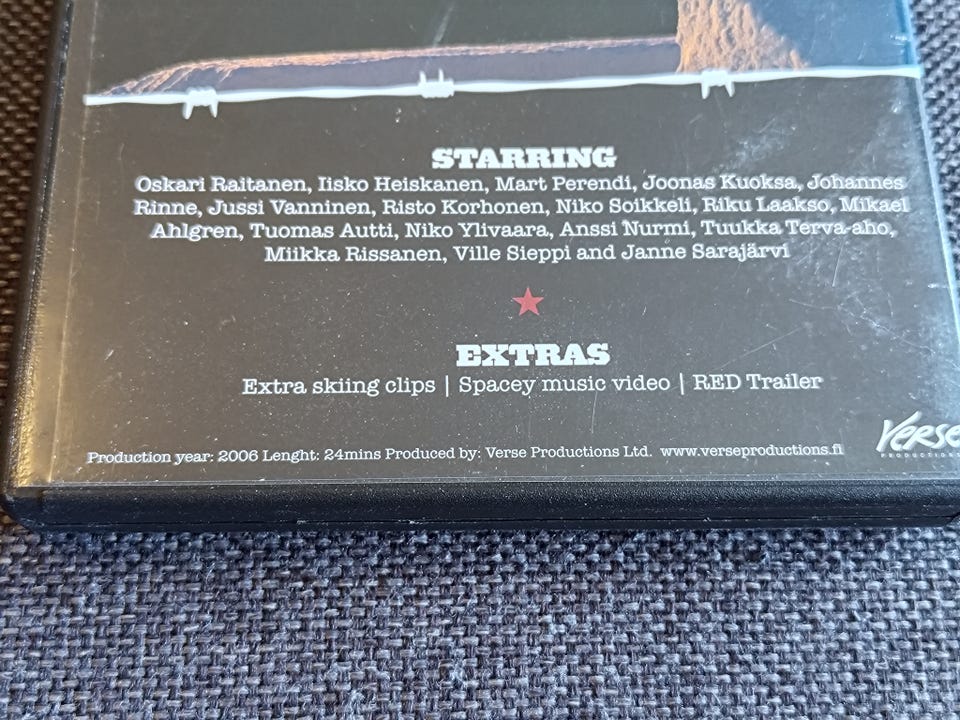 STARRING
Oskari Raitanen, Iisko Heiskanen, Mart Perendi, Joonas Kuoksa, Johannes
Rinne, Jussi Vanninen, Risto Korhonen, Niko Soikkeli, Riku Laakso, Mikael
Ahlgren, Tuomas Autti, Niko Ylivaara, Anssi Nurmi, Tuukka Terva-aho,
Miikka Rissanen, Ville Sieppi and Janne Sarajärvi
EXTRAS
Extra skiing clips | Spacey music video | RED Trailer
Production year: 2006 Lenght: 24mins Produced by: Verse Productions Ltd. www.verseproductions.fi
Verse
PRODUCTIONS